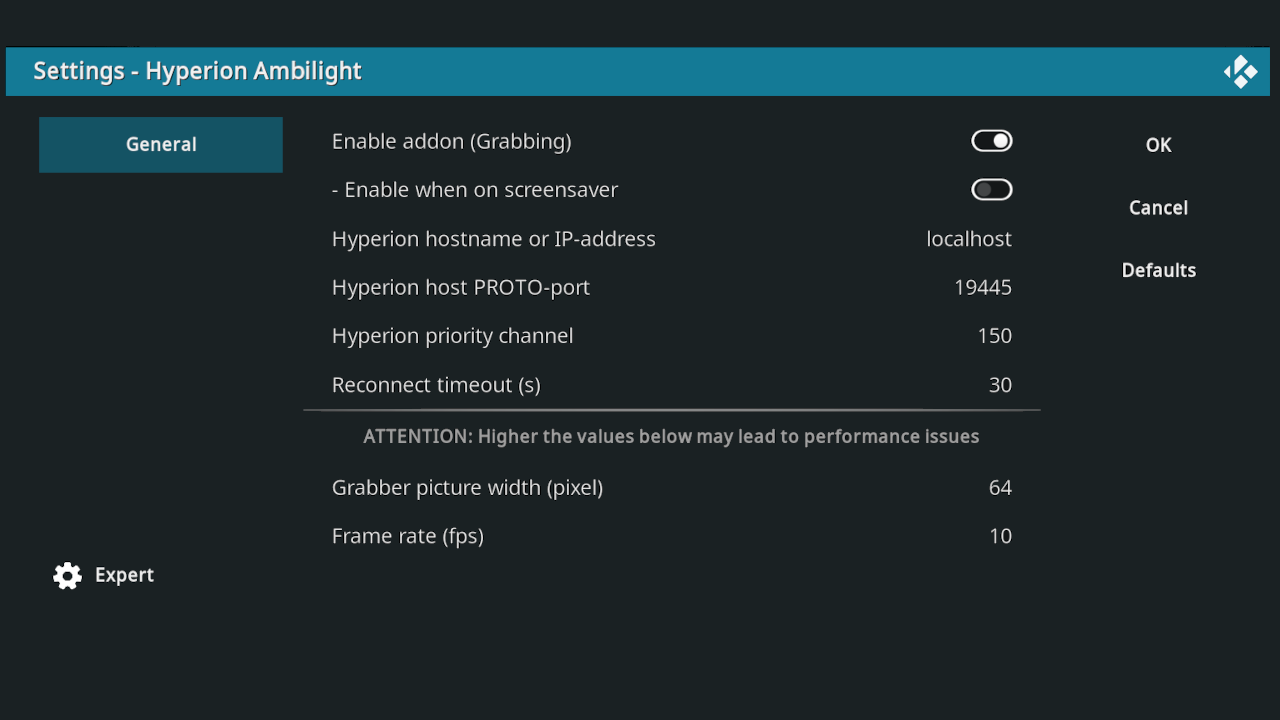 Settings - Hyperion Ambilight
General
Enable addon (Grabbing)
- Enable when on screensaver
Hyperion hostname or IP-address localhost
Hyperion host PROTO-port 19445
Hyperion priority channel 150
Reconnect timeout (s) 30
ATTENTION: Higher the values below may lead to performance issues
Grabber picture width (pixel) 64
Frame rate (fps) 10
OK
Cancel
Defaults
Expert